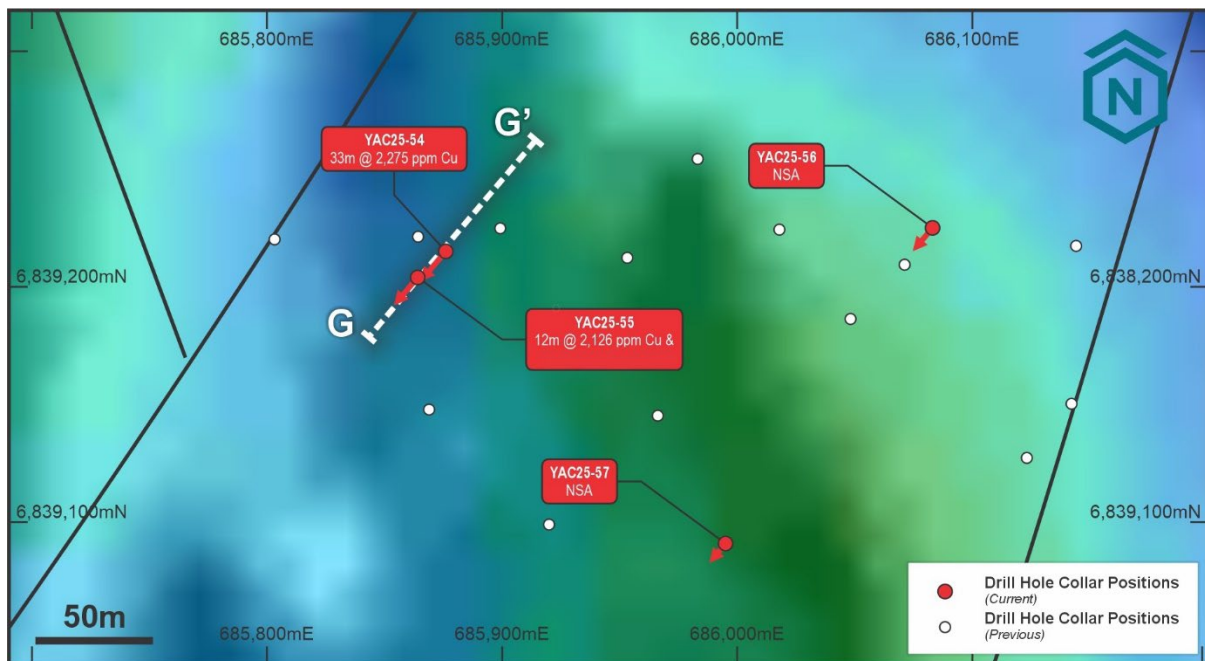 685,800mE
685,900mE
686,000mE
686,100mE
N
G’
YAC25-54
33m @ 2,275 ppm Cu
YAC25-56
NSA
6,839,200mN
6,838,200mN
G
YAC25-55
12m @ 2,126 ppm Cu &
YAC25-57
NSA
6,839,100mN
6,839,100mN
50m
685,800mE
685,900mE
686,000mE
Drill Hole Collar Positions
(Current)
Drill Hole Collar Positions
(Previous)